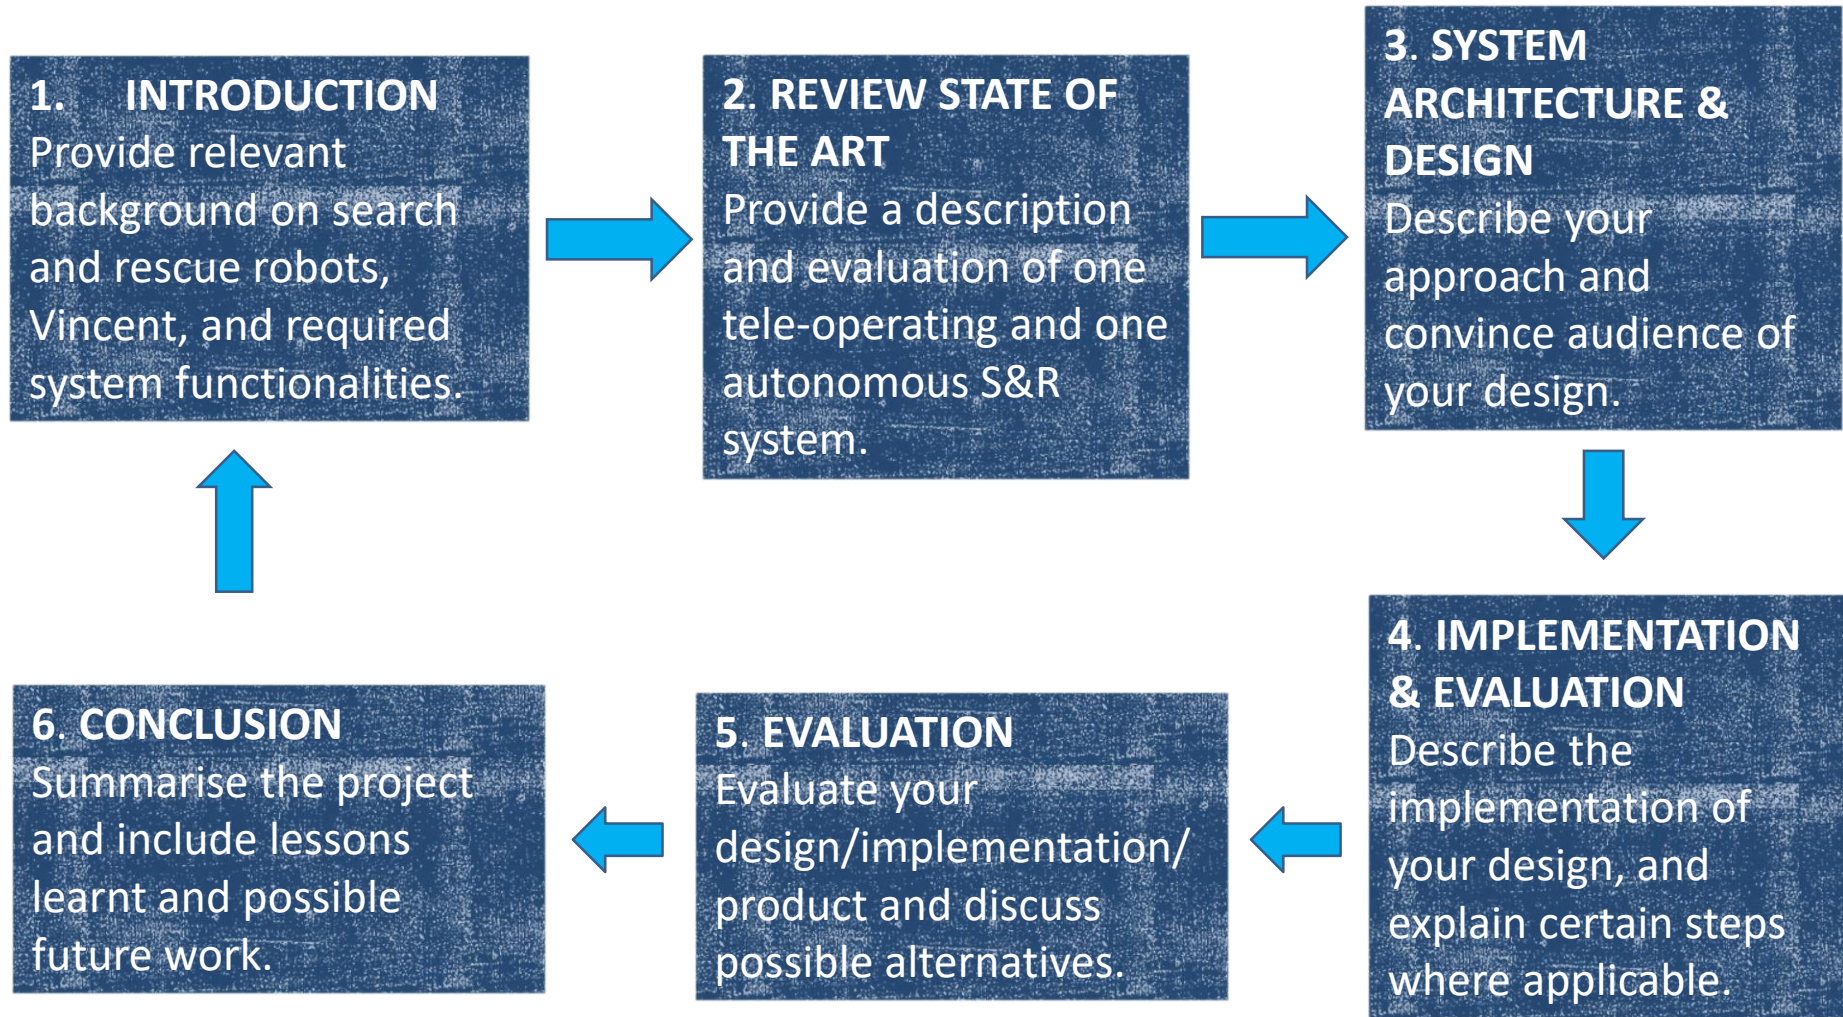 1. INTRODUCTION
Provide relevant
background on search
and rescue robots,
Vincent, and required
system functionalities.
2. REVIEW STATE OF
THE ART
Provide a description
and evaluation of one
tele-operating and one
autonomous S&R
system.
3. SYSTEM
ARCHITECTURE &
DESIGN
Describe your
approach and
convince audience of
your design.
4. IMPLEMENTATION
& EVALUATION
Describe the
implementation of
your design, and
explain certain steps
where applicable.
5. EVALUATION
Evaluate your
design/implementation/
product and discuss
possible alternatives.
6. CONCLUSION
Summarise the project
and include lessons
learnt and possible
future work.